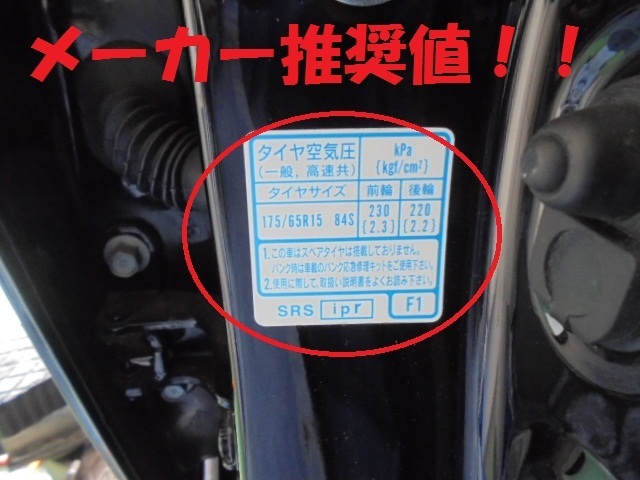 メーカー推奨値！！
タイヤ空気圧
(一般, 高速共)
kPa
{kgf/cm²}
タイヤサイズ 前輪 後輪
175/65R15 84S 230 220
{2.3} {2.2}
1.この車はスペアタイヤは搭載しておりません。
パンク時は車載のパンク応急修理キットをご使用下さい。
2.使用に際して,取扱い説明書をよくお読み下さい。
SRS ipr F1